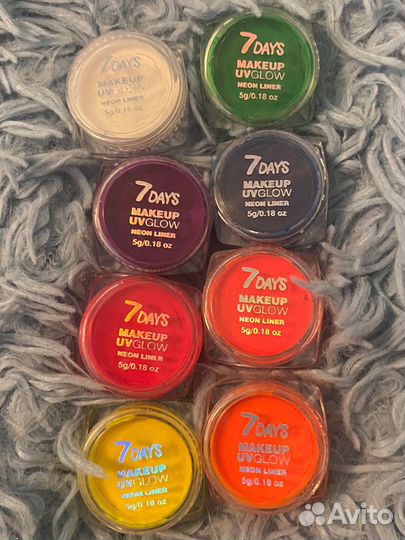 7DAYS
MAKEUP
UVGLOW
NEON LINER
5g/0.18 oz
7DAYS
MAKEUP
UVGLOW
NEON LINER
5g/0.18 oz
7DAYS
MAKEUP
UVGLOW
NEON LINER
5g/0.18 oz
7DAYS
MAKEUP
UVGLOW
NEON LINER
5g/0.18 oz
7DAYS
MAKEUP
UVGLOW
NEON LINER
5g/0.18 oz
7DAYS
MAKEUP
UVGLOW
NEON LINER
5g/0.18 oz
7DAYS
MAKEUP
UVGLOW
NEON LINER
5g/0.18 oz
7DAYS
MAKEUP
UVGLOW
NEON LINER
5g/0.18 oz
Avito